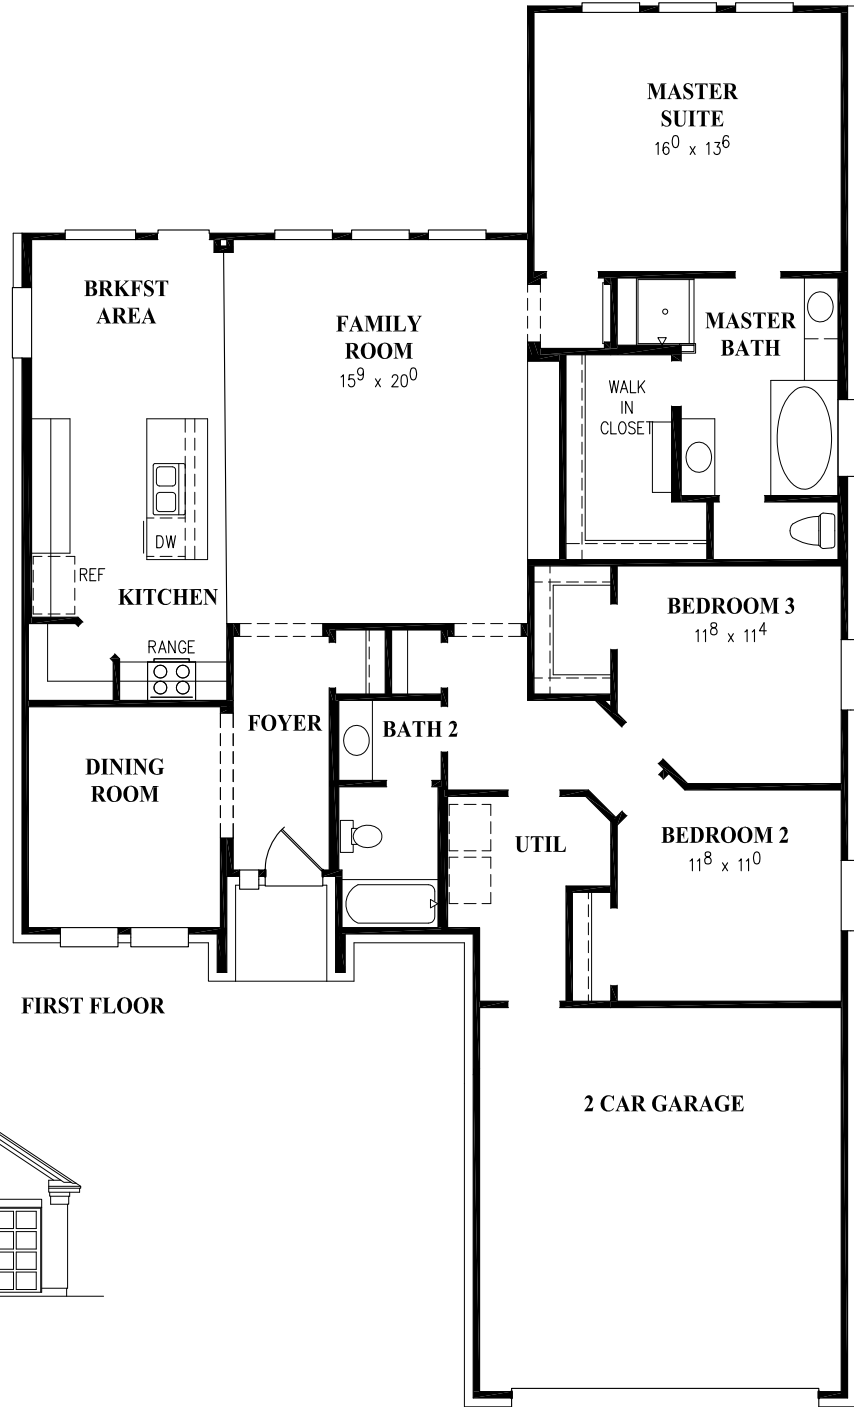 MASTER
SUITE
16⁰ x 13⁶
BRKFST
AREA
FAMILY
ROOM
15⁹ x 20⁰
MASTER
BATH
WALK
IN
CLOSET
DW
REF
KITCHEN
RANGE
BEDROOM 3
11⁸ x 11⁴
FOYER
BATH 2
DINING
ROOM
UTIL
BEDROOM 2
11⁸ x 11⁰
FIRST FLOOR
2 CAR GARAGE